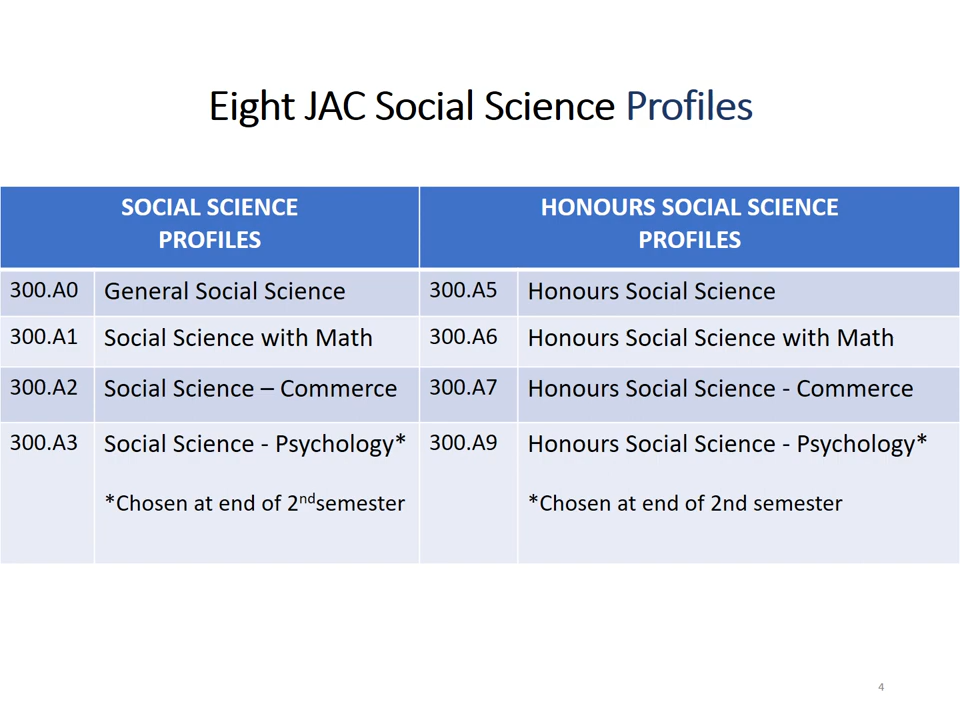 Eight JAC Social Science Profiles
SOCIAL SCIENCE
PROFILES
HONOURS SOCIAL SCIENCE
PROFILES
300.A0 General Social Science 300.A5 Honours Social Science
300.A1 Social Science with Math 300.A6 Honours Social Science with Math
300.A2 Social Science – Commerce 300.A7 Honours Social Science - Commerce
300.A3 Social Science - Psychology* 300.A9 Honours Social Science - Psychology*
*Chosen at end of 2ndsemester *Chosen at end of 2nd semester
4